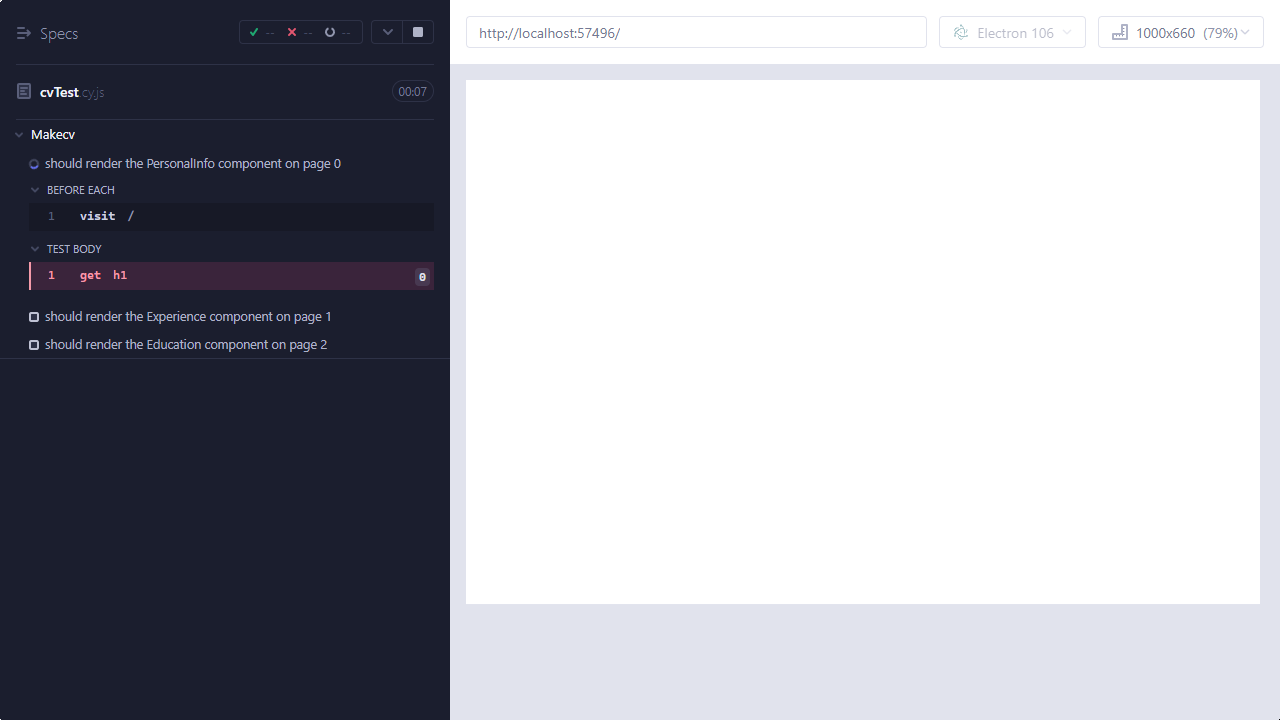 Specs
--
--
--
http://localhost:57496/
Electron 106
1000x660 (79%)
cvTest cy.js
00:07
Makecv
should render the PersonalInfo component on page 0
BEFORE EACH
1 visit /
TEST BODY
1 get h1 0
should render the Experience component on page 1
should render the Education component on page 2